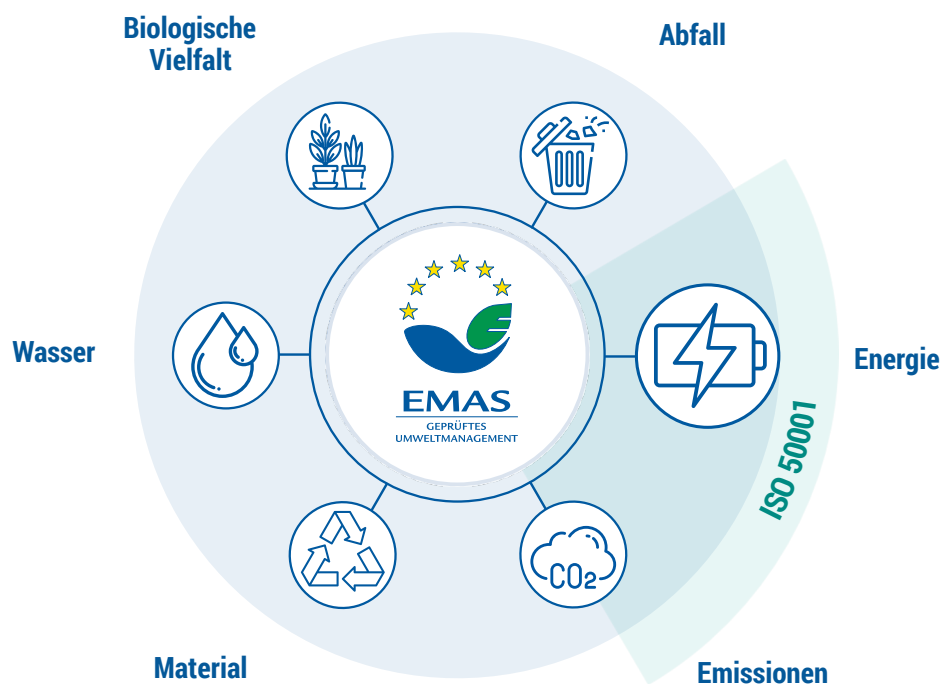 Biologische
Vielfalt
Abfall
Wasser
EMAS
GEPRÜFTES
UMWELTMANAGEMENT
Energie
ISO 50001
CO2
Material
Emissionen